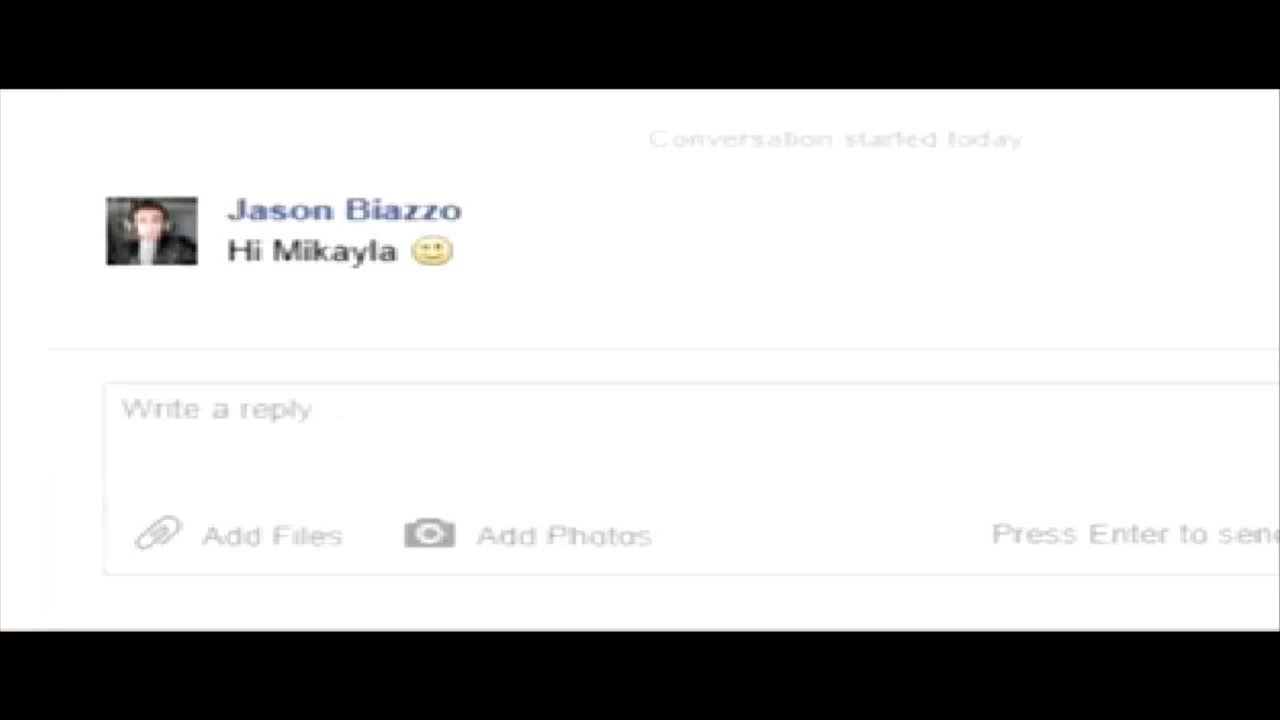 Conversation started today
Jason Biazzo
Hi Mikayla
Write a reply
Add Files
Add Photos
Press Enter to send